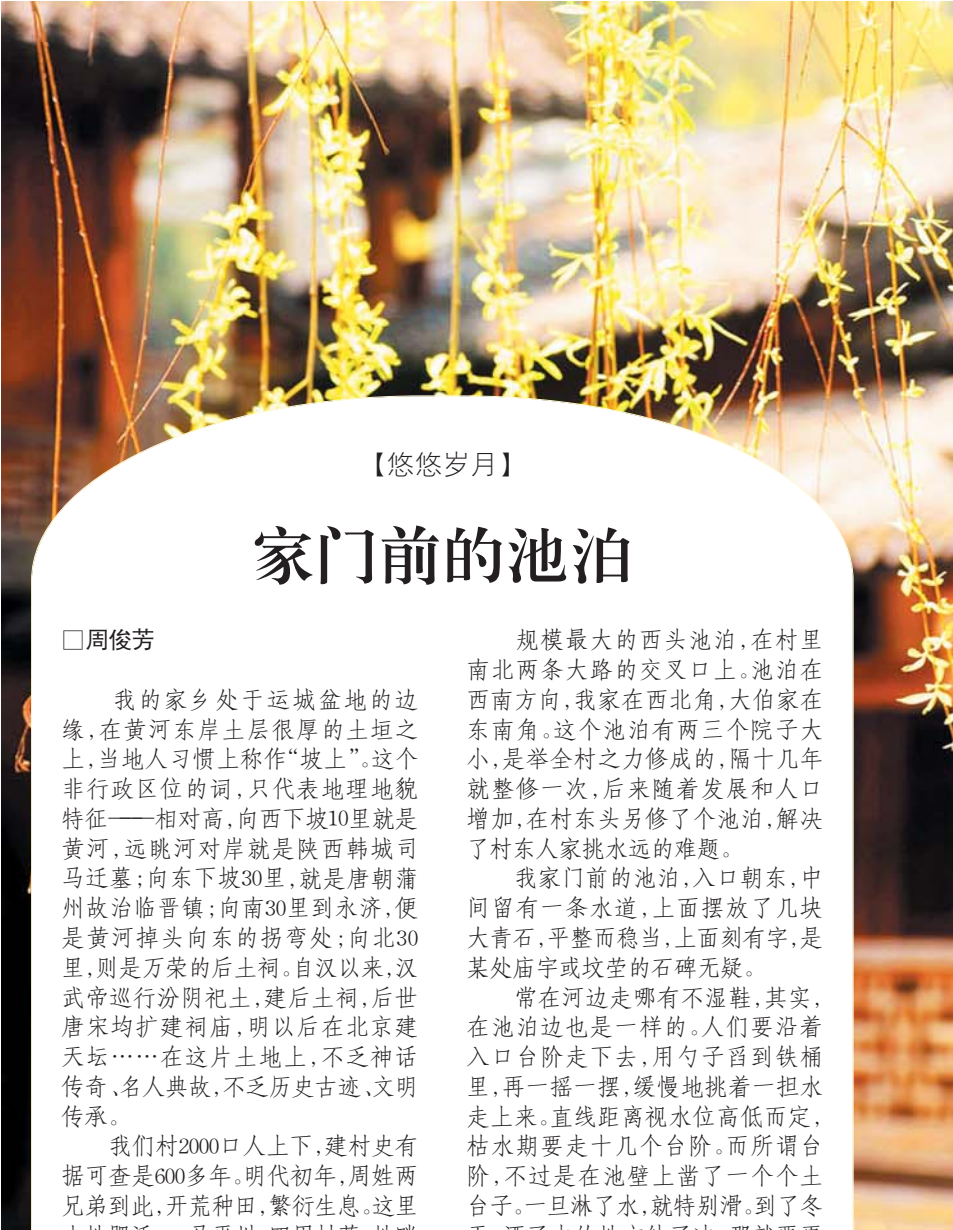 【悠悠岁月】
家门前的池泊
□周俊芳
我的家乡处于运城盆地的边
缘,在黄河东岸土层很厚的土垣之
上,当地人习惯上称作“坡上”。这个
非行政区位的词,只代表地理地貌
特征——相对高,向西下坡10里就是
黄河,远眺河对岸就是陕西韩城司
马迁墓;向东下坡30里,就是唐朝蒲
州故治临晋镇;向南30里到永济,便
是黄河掉头向东的拐弯处;向北30
里,则是万荣的后土祠。自汉以来,汉
武帝巡行汾阴祀土,建后土祠,后世
唐宋均扩建祠庙,明以后在北京建
天坛……在这片土地上,不乏神话
传奇、名人典故,不乏历史古迹、文明
传承。
我们村2000口人上下,建村史有
据可查是600多年。明代初年,周姓两
兄弟到此,开荒种田,繁衍生息。这里
规模最大的西头池泊,在村里
南北两条大路的交叉口上。池泊在
西南方向,我家在西北角,大伯家在
东南角。这个池泊有两三个院子大
小,是举全村之力修成的,隔十几年
就整修一次,后来随着发展和人口
增加,在村东头另修了个池泊,解决
了村东人家挑水远的难题。
我家门前的池泊,入口朝东,中
间留有一条水道,上面摆放了几块
大青石,平整而稳当,上面刻有字,是
某处庙宇或坟茔的石碑无疑。
常在河边走哪有不湿鞋,其实,
在池泊边也是一样的。人们要沿着
入口台阶走下去,用勺子舀到铁桶
里,再一摇一摆,缓慢地挑着一担水
走上来。直线距离视水位高低而定,
枯水期要走十几个台阶。而所谓台
阶,不过是在池壁上凿了一个个土
台子。一旦淋了水,就特别滑。到了冬